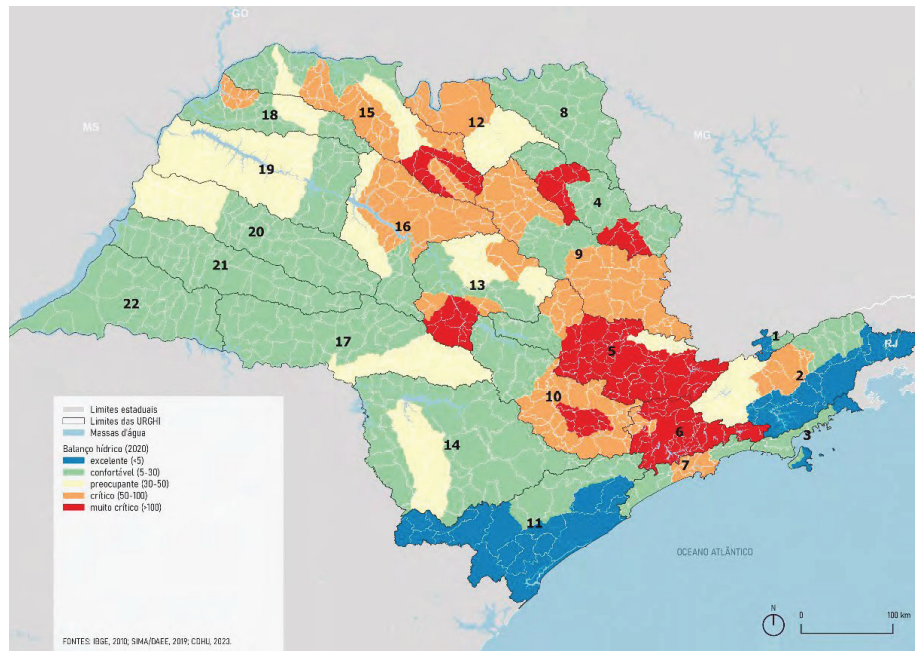 GO
MS
MG
RJ
15
12
8
18
19
4
16
20
9
21
13
22
17
1
5
2
10
3
6
14
7
11
OCEANO ATLÂNTICO
Limites estaduais
Limites das URGHI
Massas d'água
Balanço hídrico (2020)
excelente (<5)
confortável (5-30)
preocupante (30-50)
crítico (50-100)
muito crítico (>100)
FONTES: IBGE, 2010; SIMA/DAEE, 2019; CDHU, 2023.
N
0 100 km